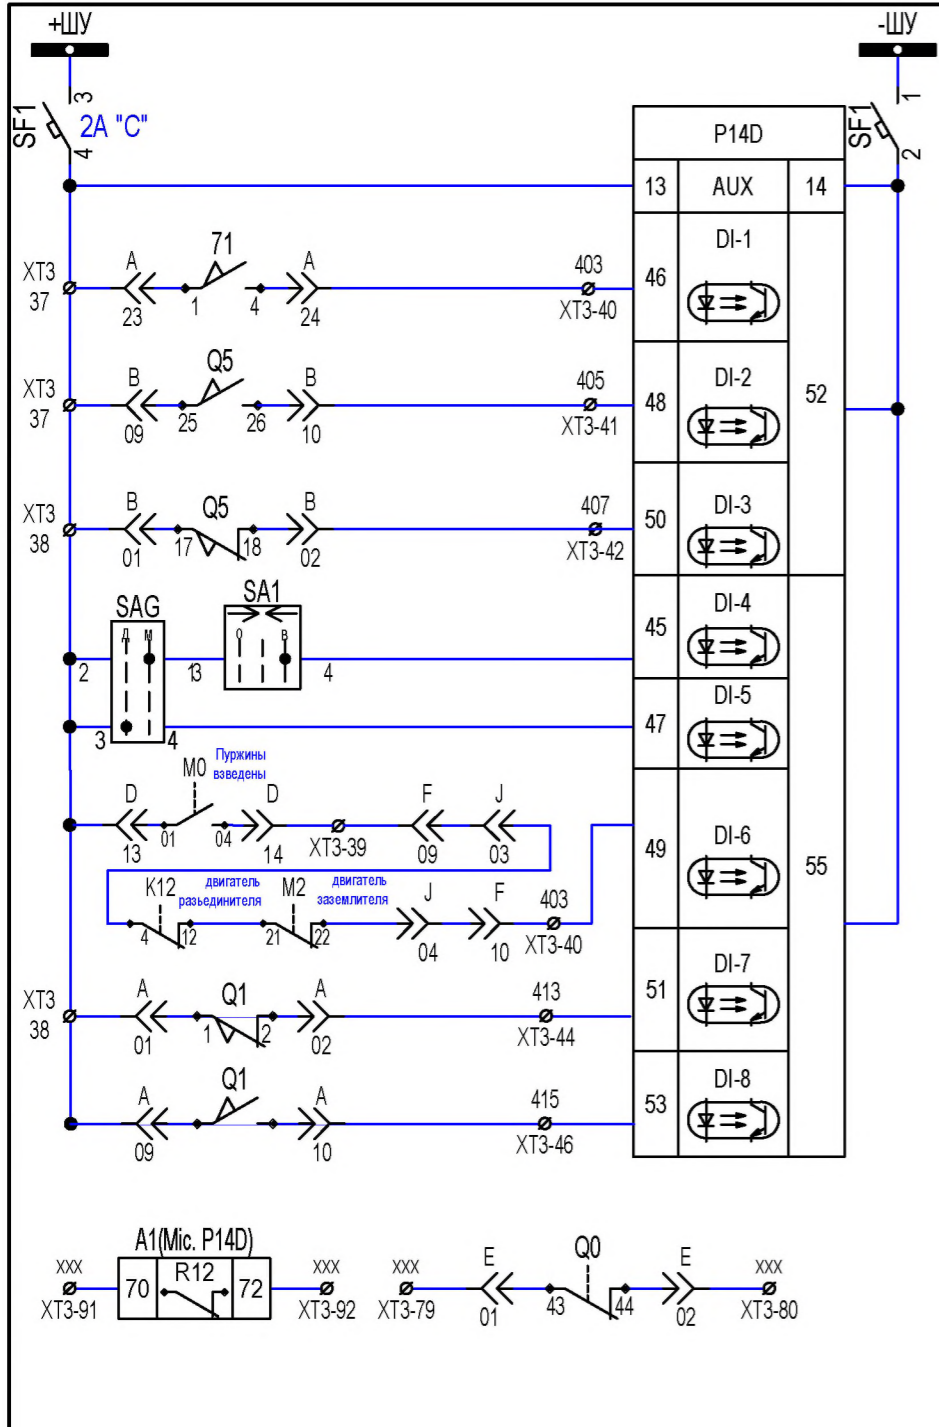 +ШУ
-ШУ
SF1
3
4
2A "C"
SF1
1
2
P14D
13
AUX
14
XT3
37
A
23
71
1
4
A
24
403
XT3-40
46
DI-1
XT3
37
B
09
Q5
25
26
B
10
405
XT3-41
48
DI-2
52
XT3
38
B
01
Q5
17
18
B
02
407
XT3-42
50
DI-3
SAG
Д М
2
13
SA1
О В
4
45
DI-4
3
4
47
DI-5
Пуржины
взведены
D
13
M0
01
04
D
14
XT3-39
F
09
J
03
49
DI-6
55
K12
4
12
двигатель
разьединителя
M2
21
22
двигатель
заземлителя
J
04
F
10
403
XT3-40
XT3
38
A
01
Q1
1
2
A
02
413
XT3-44
51
DI-7
A
09
Q1
A
10
415
XT3-46
53
DI-8
A1(Mic. P14D)
xxx
XT3-91
70
R12
72
xxx
XT3-92
xxx
XT3-79
E
01
Q0
43
44
E
02
xxx
XT3-80